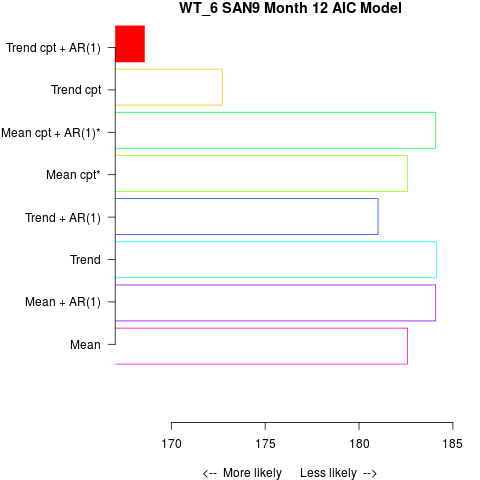 WT_6 SAN9 Month 12 AIC Model
Trend cpt + AR(1)
Trend cpt
Mean cpt + AR(1)*
Mean cpt*
Trend + AR(1)
Trend
Mean + AR(1)
Mean
170 175 180 185
<-- More likely Less likely -->